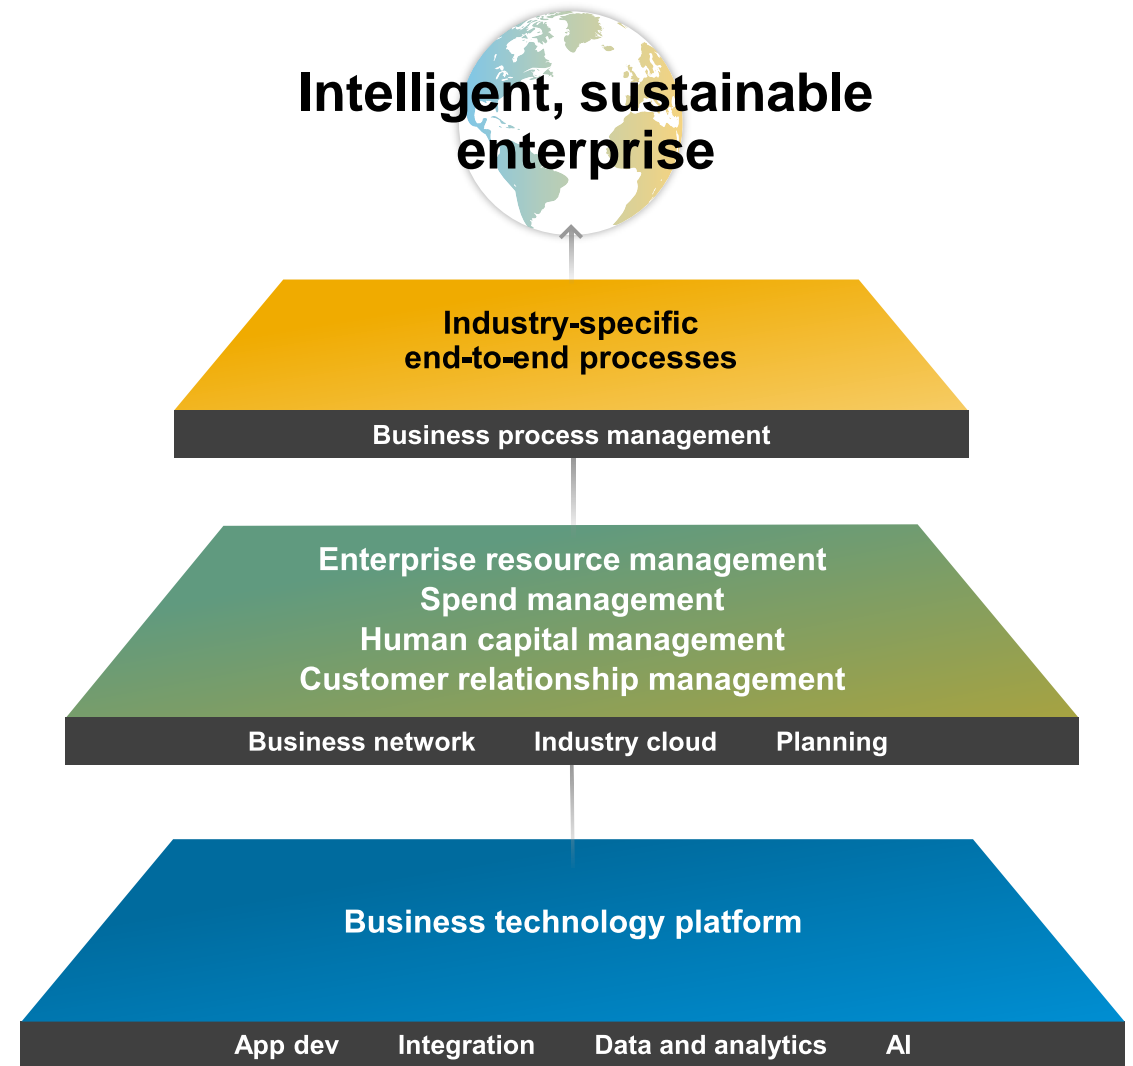 Intelligent, sustainable
enterprise
Industry-specific
end-to-end processes
Business process management
Enterprise resource management
Spend management
Human capital management
Customer relationship management
Business network Industry cloud Planning
Business technology platform
App dev Integration Data and analytics AI